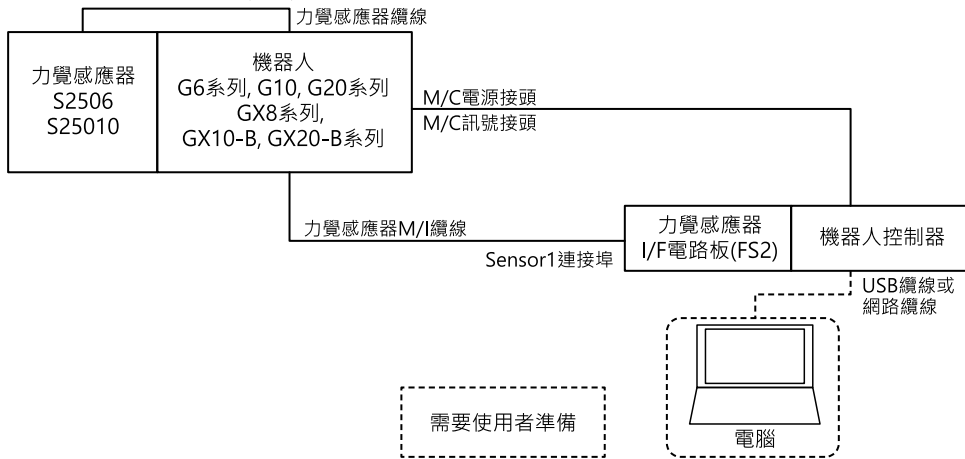 力覺感應器纜線
力覺感應器
S2506
S25010
機器人
G6系列, G10, G20系列
GX8系列,
GX10-B, GX20-B系列
M/C電源接頭
M/C訊號接頭
力覺感應器M/I纜線
Sensor1連接埠
力覺感應器
I/F電路板(FS2)
機器人控制器
USB纜線或
網路纜線
需要使用者準備
電腦